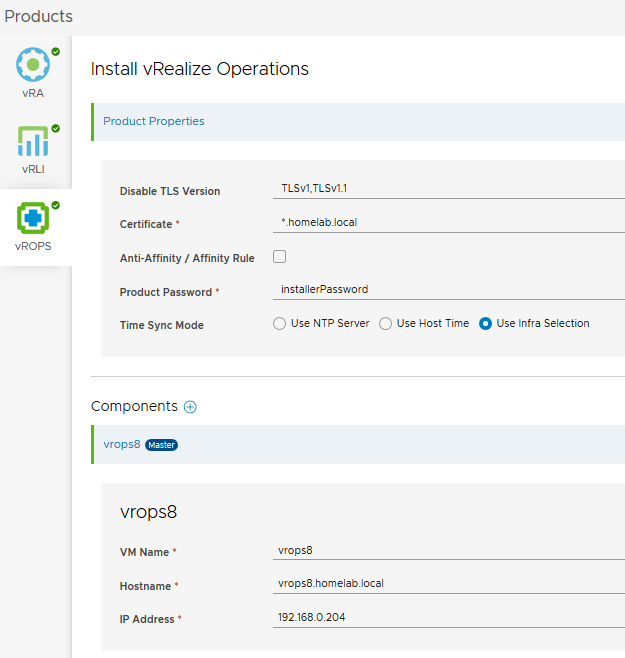 Products
vRA
vRLI
vROPS
Install vRealize Operations
Product Properties
Disable TLS Version TLSv1,TLSv1.1
Certificate * *.homelab.local
Anti-Affinity / Affinity Rule
Product Password * installerPassword
Time Sync Mode Use NTP Server Use Host Time Use Infra Selection
Components
vrops8 Master
vrops8
VM Name * vrops8
Hostname * vrops8.homelab.local
IP Address * 192.168.0.204